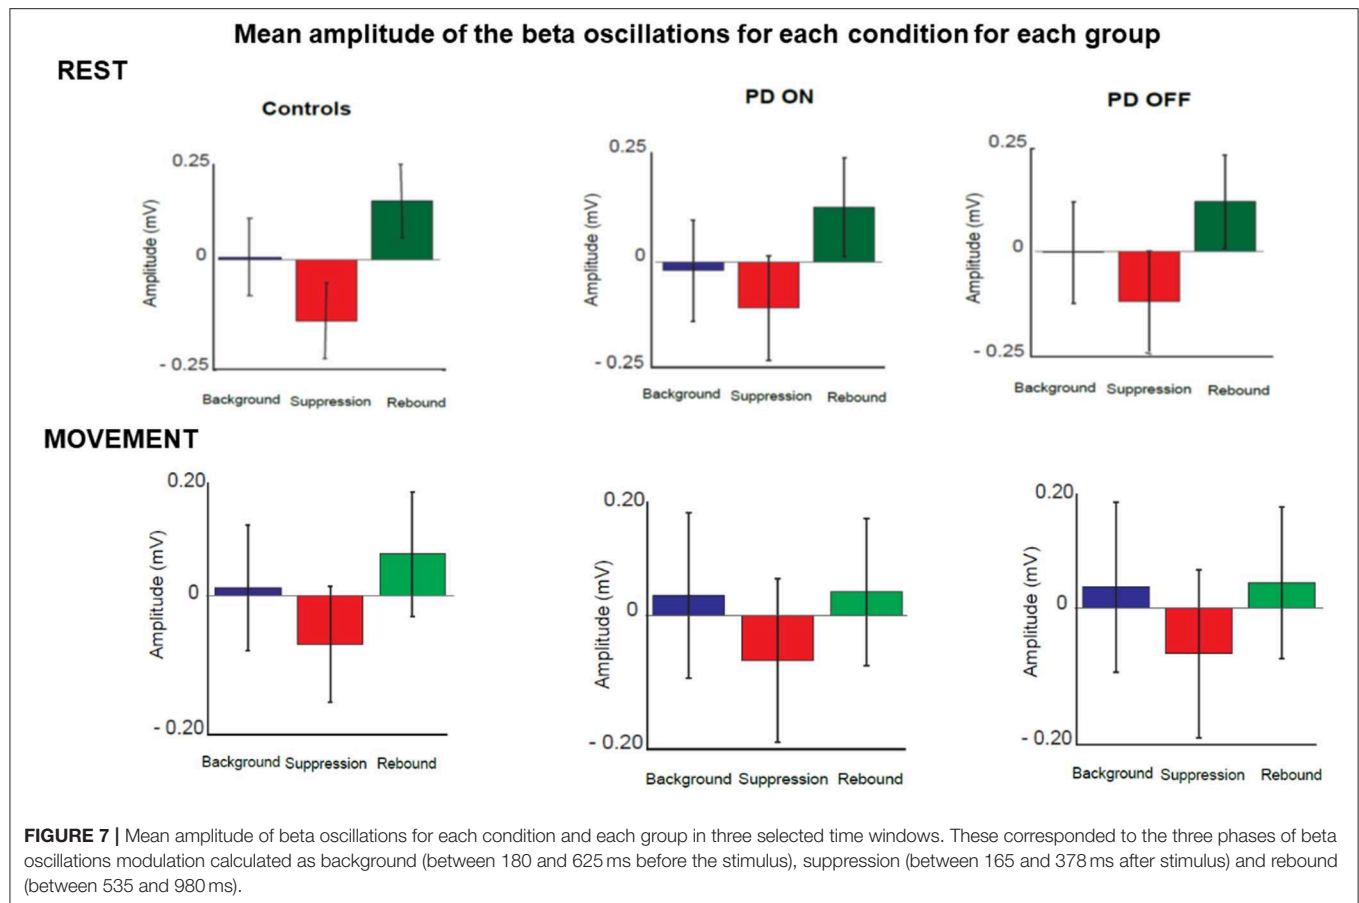 Mean amplitude of the beta oscillations for each condition for each group
REST
Controls
PD ON
PD OFF
0.25
0
- 0.25
Amplitude (mV)
Background Suppression Rebound
0.25
0
- 0.25
Amplitude (mV)
Background Suppression Rebound
0.25
0
- 0.25
Amplitude (mV)
Background Suppression Rebound
MOVEMENT
0.20
0
- 0.20
Amplitude (mV)
Background Suppression Rebound
0.20
0
- 0.20
Amplitude (mV)
Background Suppression Rebound
0.20
0
- 0.20
Amplitude (mV)
Background Suppression Rebound
FIGURE 7 | Mean amplitude of beta oscillations for each condition and each group in three selected time windows. These corresponded to the three phases of beta
oscillations modulation calculated as background (between 180 and 625 ms before the stimulus), suppression (between 165 and 378 ms after stimulus) and rebound
(between 535 and 980 ms).